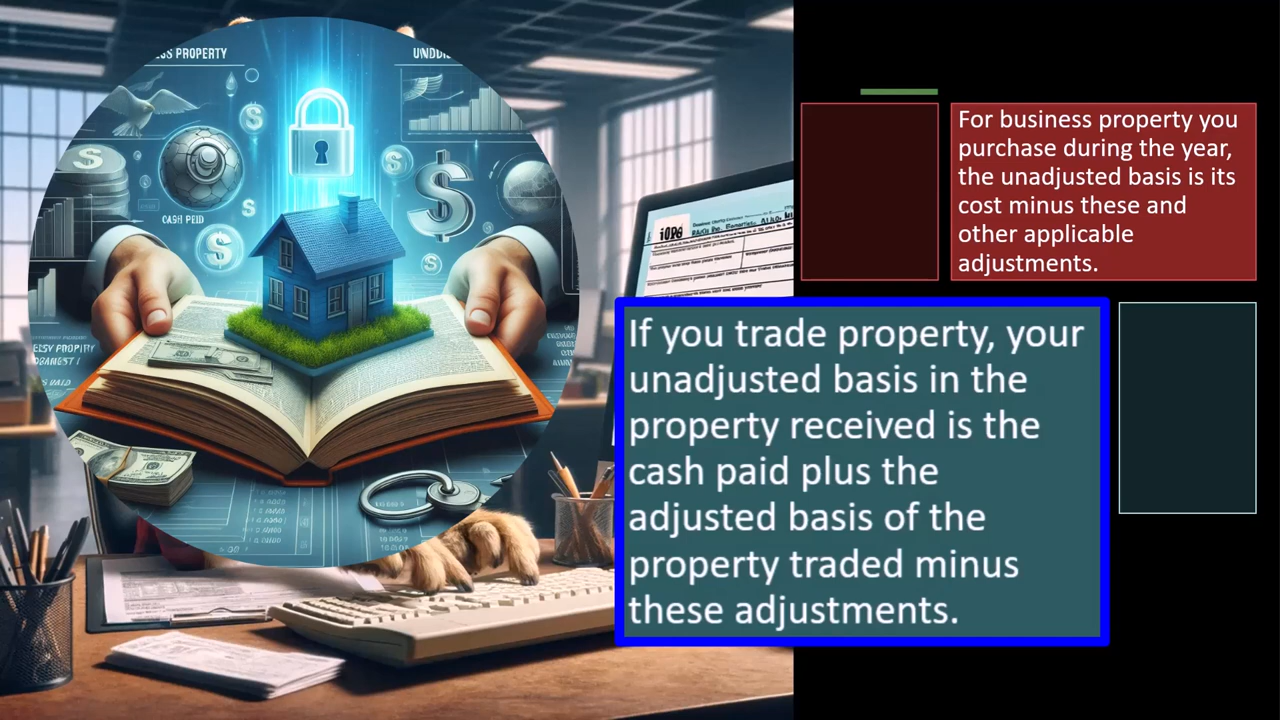 SS PROPERTY
CASH PAID
For business property you
purchase during the year,
the unadjusted basis is its
cost minus these and
other applicable
adjustments.
If you trade property, your
unadjusted basis in the
property received is the
cash paid plus the
adjusted basis of the
property traded minus
these adjustments.